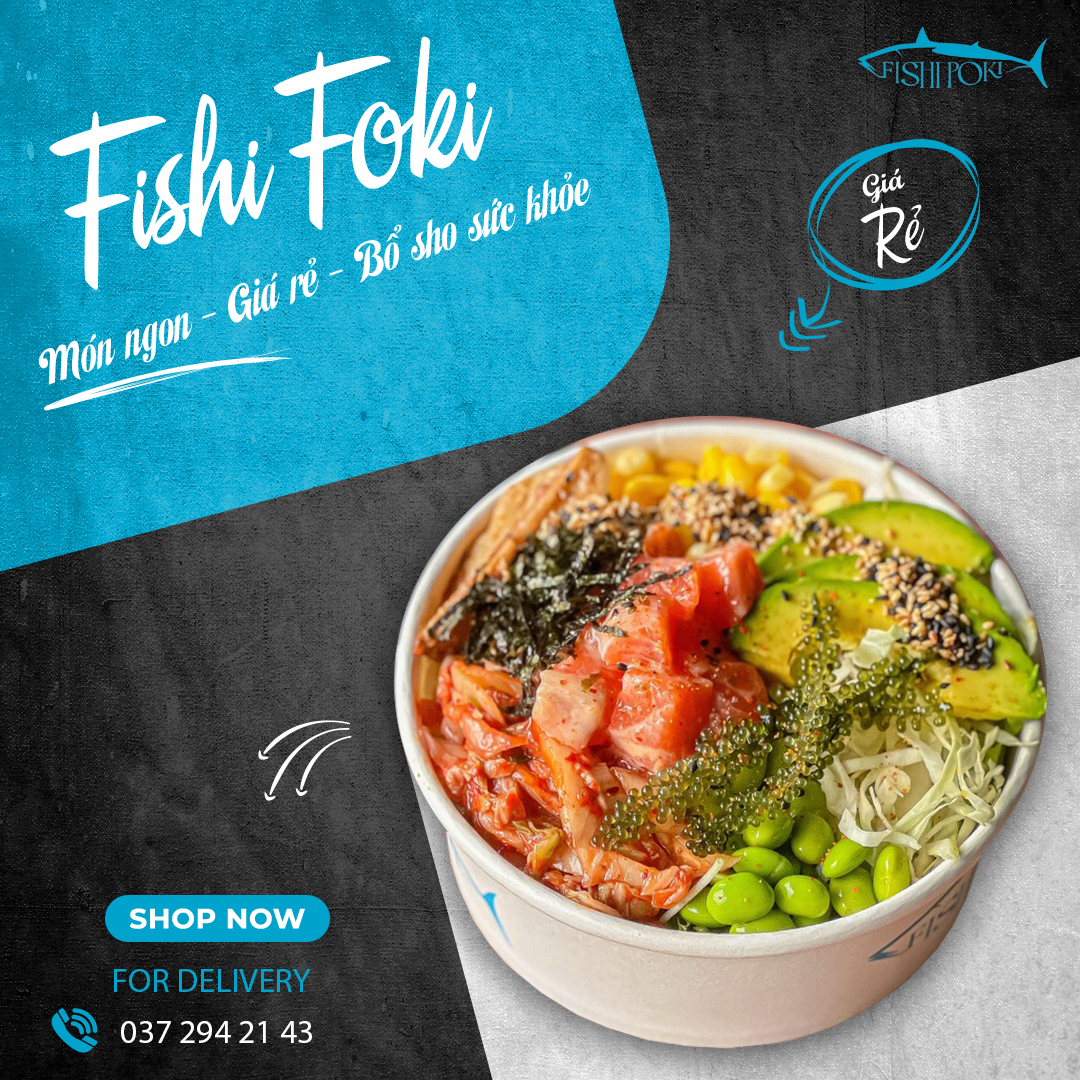 Fishi Foki
Món ngon - Giá rẻ - Bổ sho sức khỏe
FISHI POKI
Giá
Rẻ
SHOP NOW
FOR DELIVERY
037 294 21 43